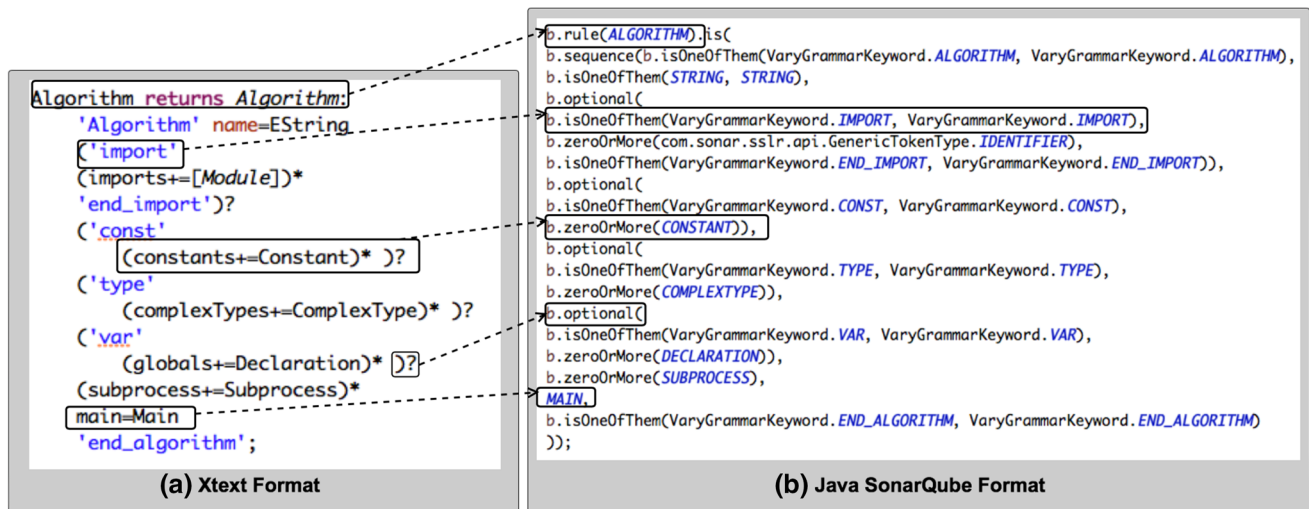 Algorithm returns Algorithm:
'Algorithm' name=EString
('import'
(imports+=[Module])*
'end_import')?
('const'
(constants+=Constant)* )?
('type'
(complexTypes+=ComplexType)* )?
('var'
(globals+=Declaration)* )?
(subprocess+=Subprocess)*
main=Main
'end_algorithm';
(a) Xtext Format
b.rule(ALGORITHM).is(
b.sequence(b.isOneOfThem(VaryGrammarKeyword.ALGORITHM, VaryGrammarKeyword.ALGORITHM),
b.isOneOfThem(STRING, STRING),
b.optional(
b.isOneOfThem(VaryGrammarKeyword.IMPORT, VaryGrammarKeyword.IMPORT),
b.zeroOrMore(com.sonar.sslr.api.GenericTokenType.IDENTIFIER),
b.isOneOfThem(VaryGrammarKeyword.END_IMPORT, VaryGrammarKeyword.END_IMPORT)),
b.optional(
b.isOneOfThem(VaryGrammarKeyword.CONST, VaryGrammarKeyword.CONST),
b.zeroOrMore(CONSTANT)),
b.optional(
b.isOneOfThem(VaryGrammarKeyword.TYPE, VaryGrammarKeyword.TYPE),
b.zeroOrMore(COMPLEXTYPE)),
b.optional(
b.isOneOfThem(VaryGrammarKeyword.VAR, VaryGrammarKeyword.VAR),
b.zeroOrMore(DECLARATION)),
b.zeroOrMore(SUBPROCESS),
MAIN,
b.isOneOfThem(VaryGrammarKeyword.END_ALGORITHM, VaryGrammarKeyword.END_ALGORITHM)
));
(b) Java SonarQube Format